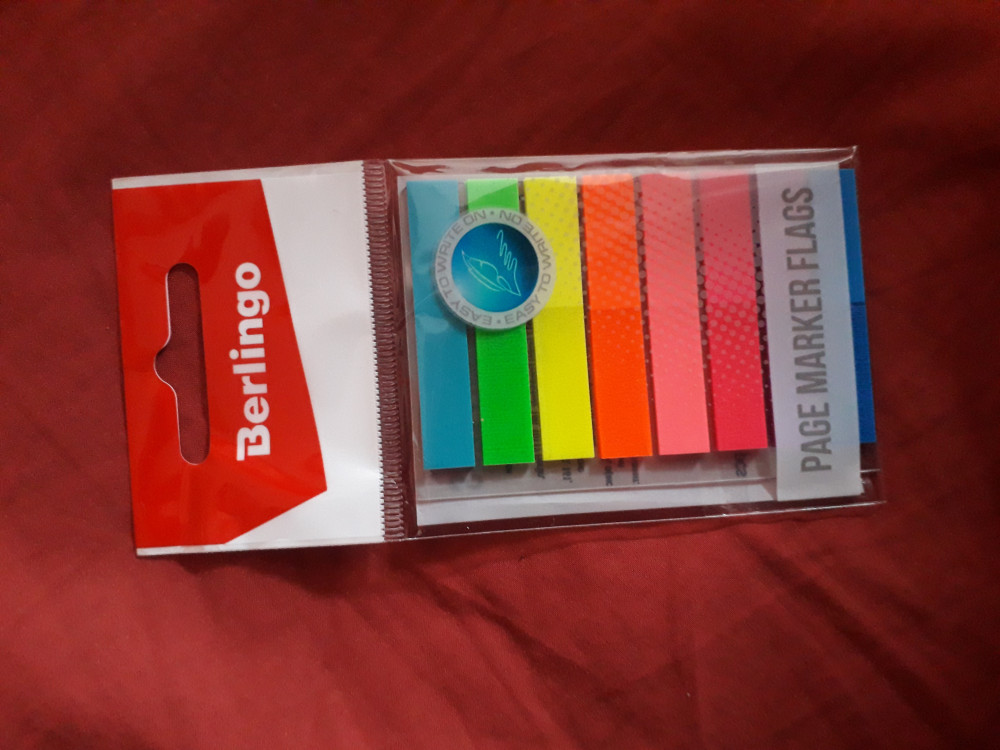 Berlingo
EASY TO WRITE ON • EASY TO WRITE ON •
PAGE MARKER FLAGS